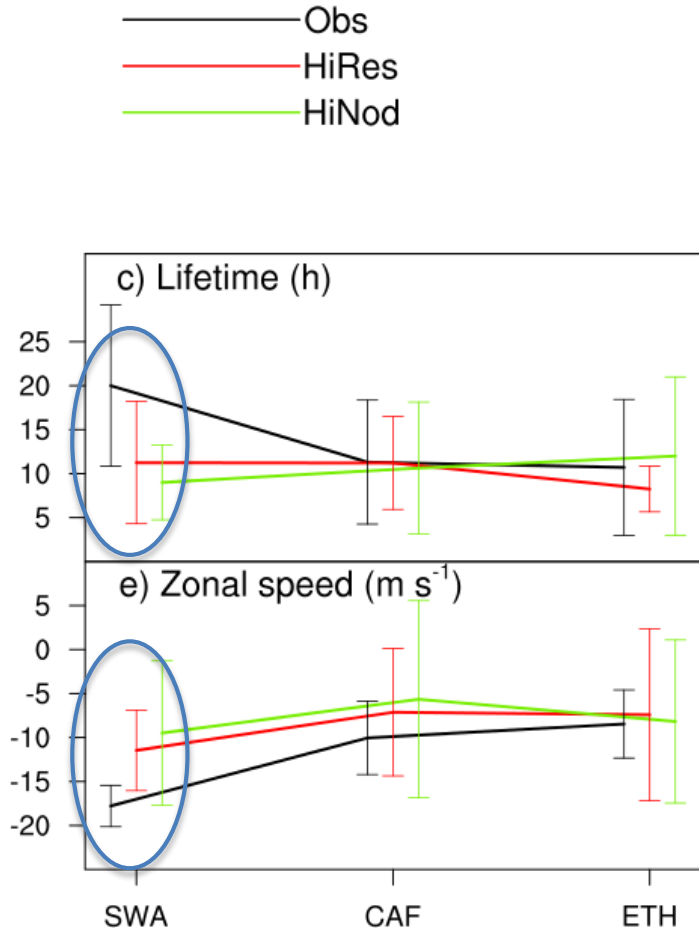 Obs
HiRes
HiNod
c) Lifetime (h)
25
20
15
10
5
e) Zonal speed (m s⁻¹)
5
0
-5
-10
-15
-20
SWA CAF ETH